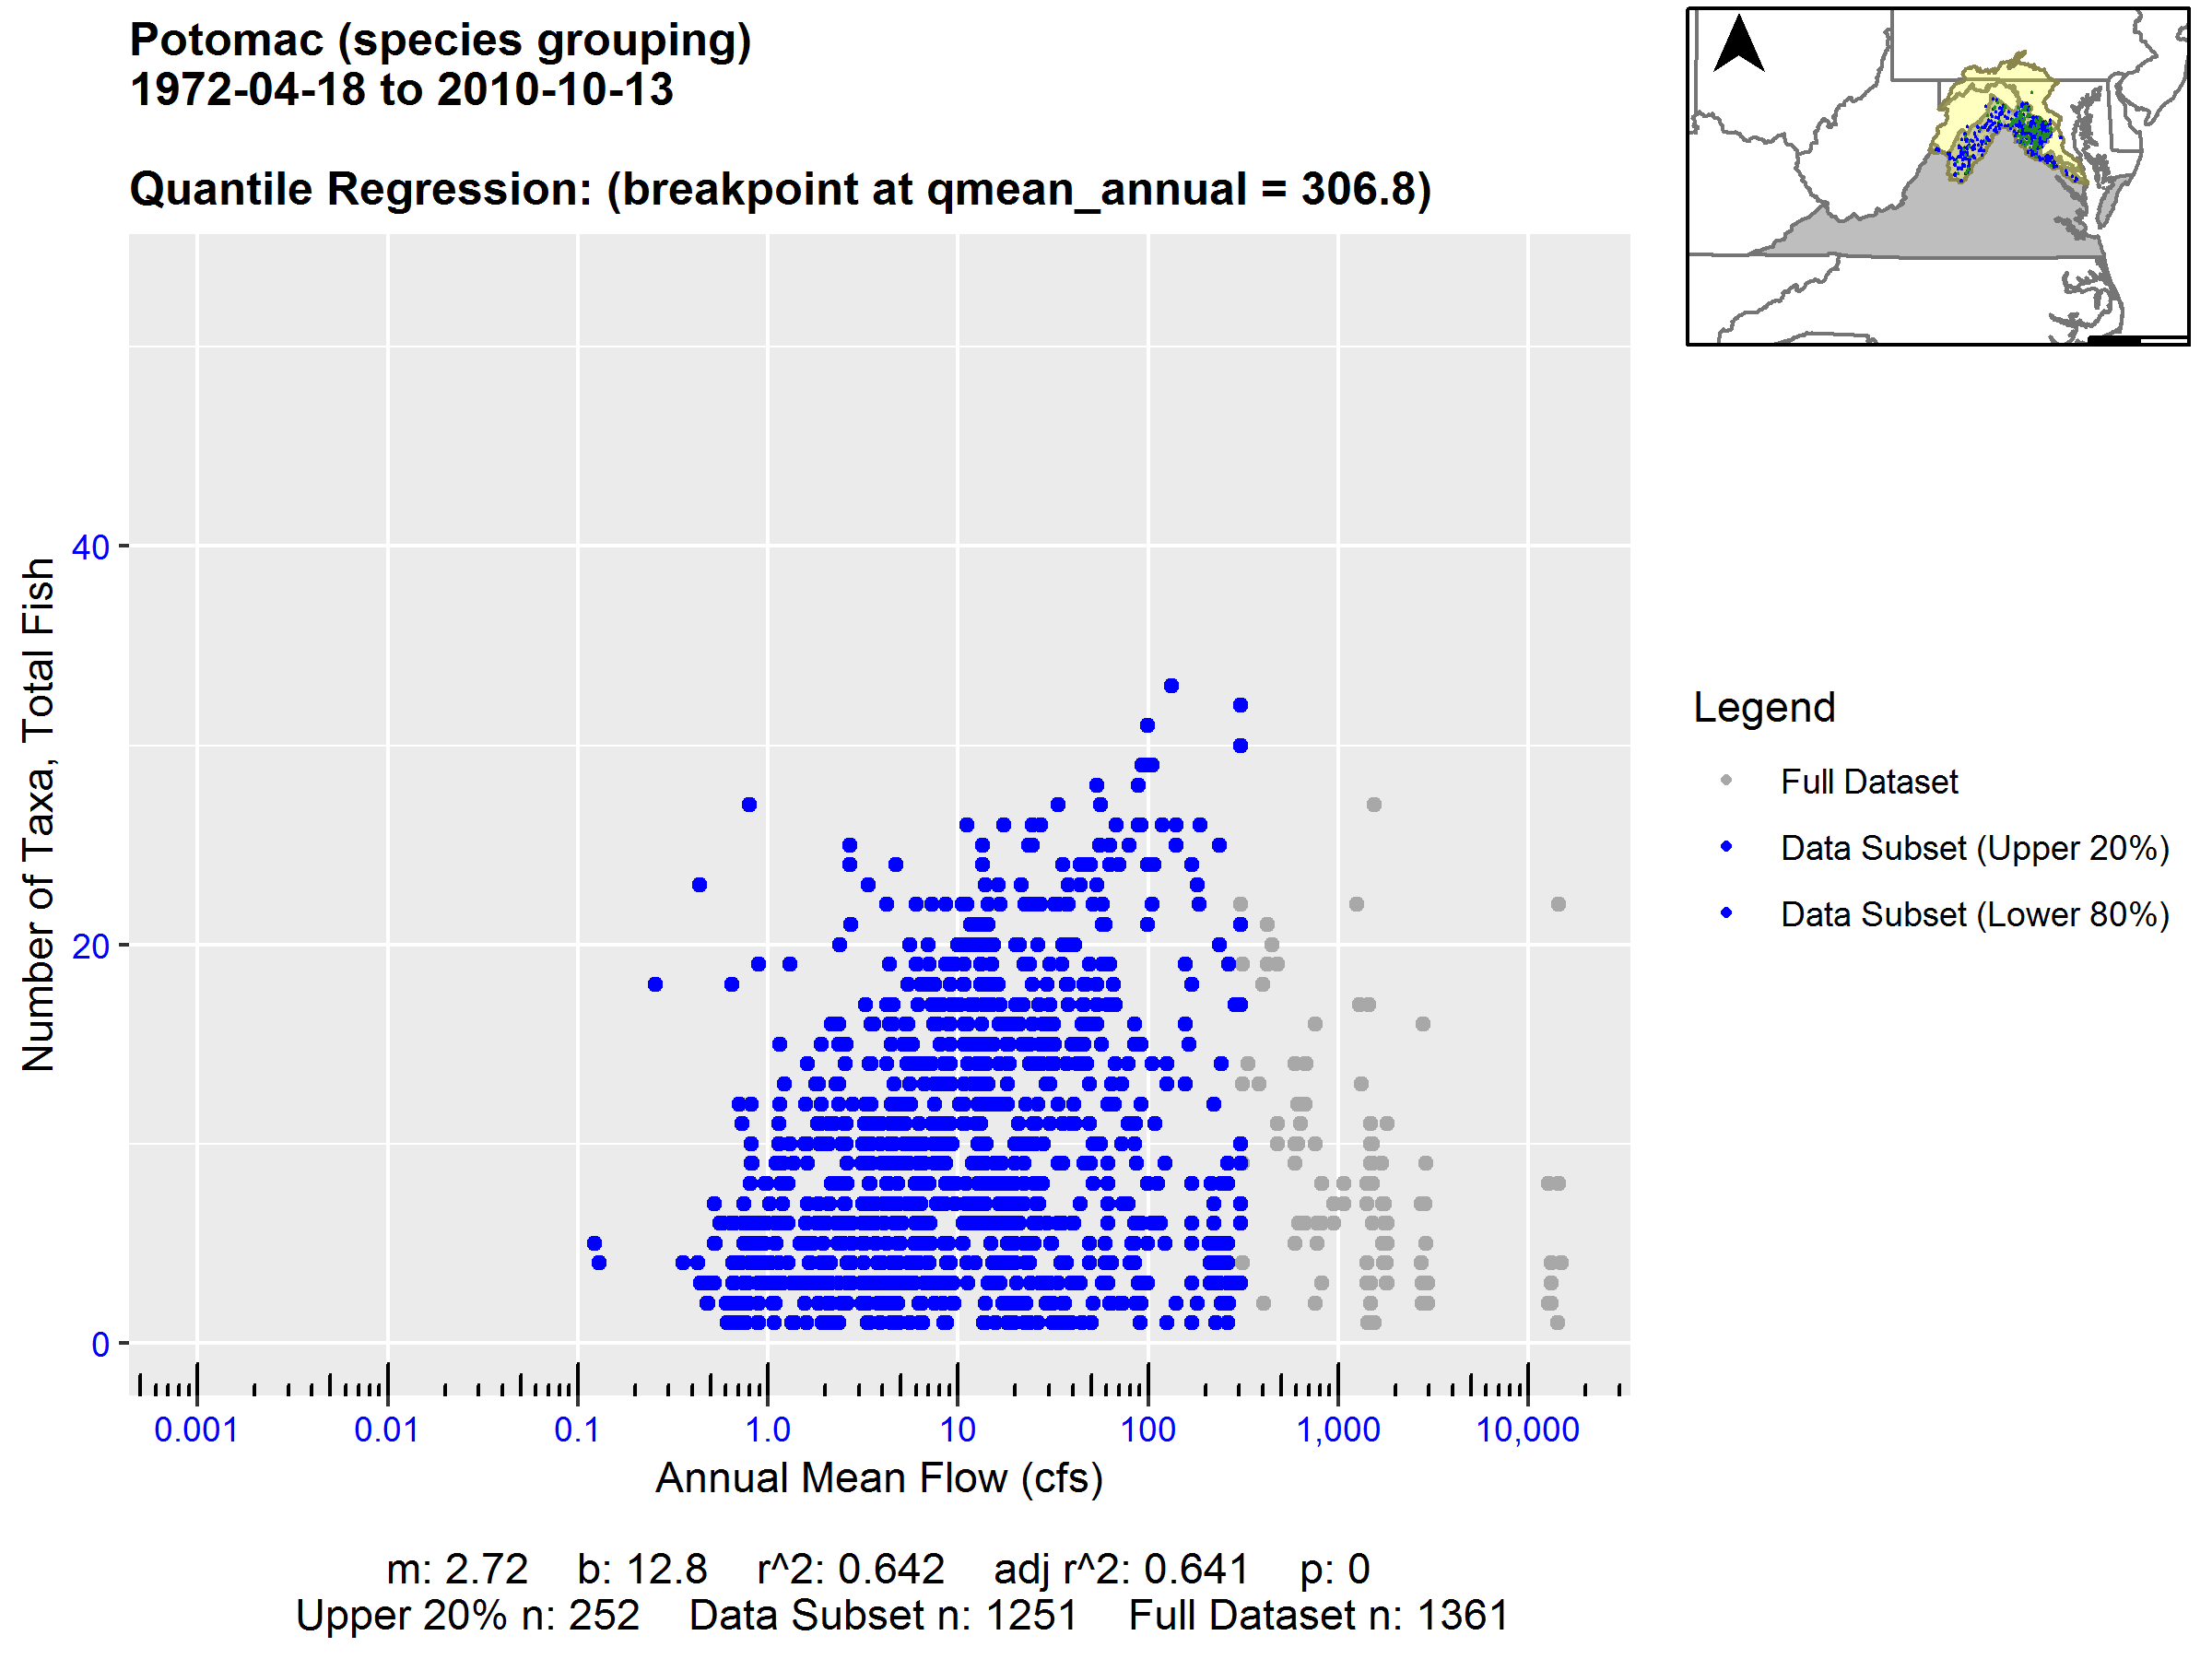 Potomac (species grouping)
1972-04-18 to 2010-10-13
Quantile Regression: (breakpoint at qmean_annual = 306.8)
Number of Taxa, Total Fish
40
20
0
0.001
0.01
0.1
1.0
10
100
1,000
10,000
Annual Mean Flow (cfs)
Legend
Full Dataset
Data Subset (Upper 20%)
Data Subset (Lower 80%)
m: 2.72 b: 12.8 r^2: 0.642 adj r^2: 0.641 p: 0
Upper 20% n: 252 Data Subset n: 1251 Full Dataset n: 1361